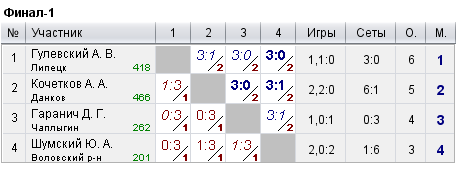 Финал-1
№ Участник 1 2 3 4 Игры Сеты О. М.
1 Гулевский А. В. 3:1/2 3:0/2 3:0/2 1,1:0 3:0 6 1
Липецк 418
2 Кочетков А. А. 1:3/1 3:0/2 3:1/2 2,2:0 6:1 5 2
Данков 466
3 Гаранич Д. Г. 0:3/1 0:3/1 3:1/2 1,0:1 0:3 4 3
Чаплыгин 262
4 Шумский Ю. А. 0:3/1 1:3/1 1:3/1 2,0:2 1:6 3 4
Воловский р-н 201